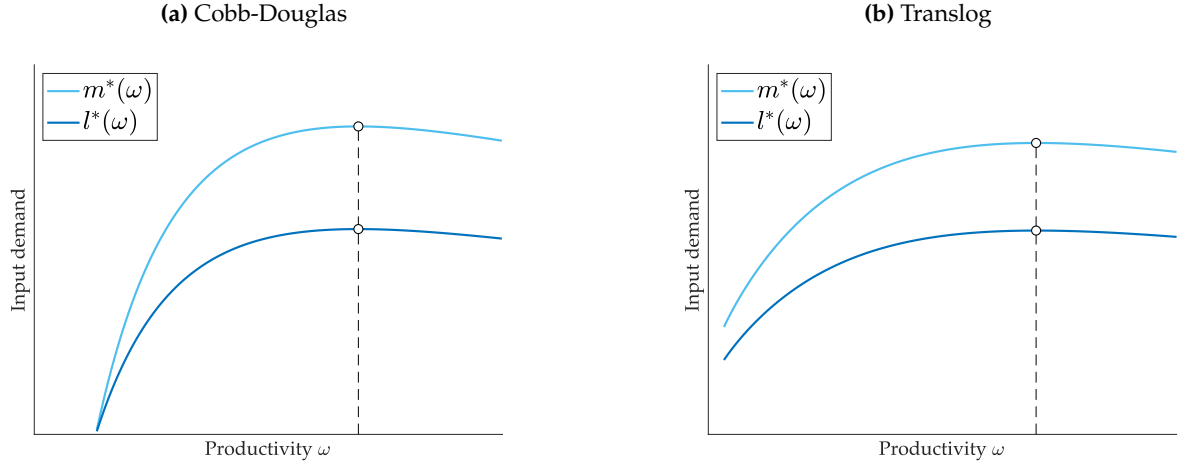 (a) Cobb-Douglas
m*(ω)
l*(ω)
Input demand
Productivity ω
(b) Translog
m*(ω)
l*(ω)
Input demand
Productivity ω